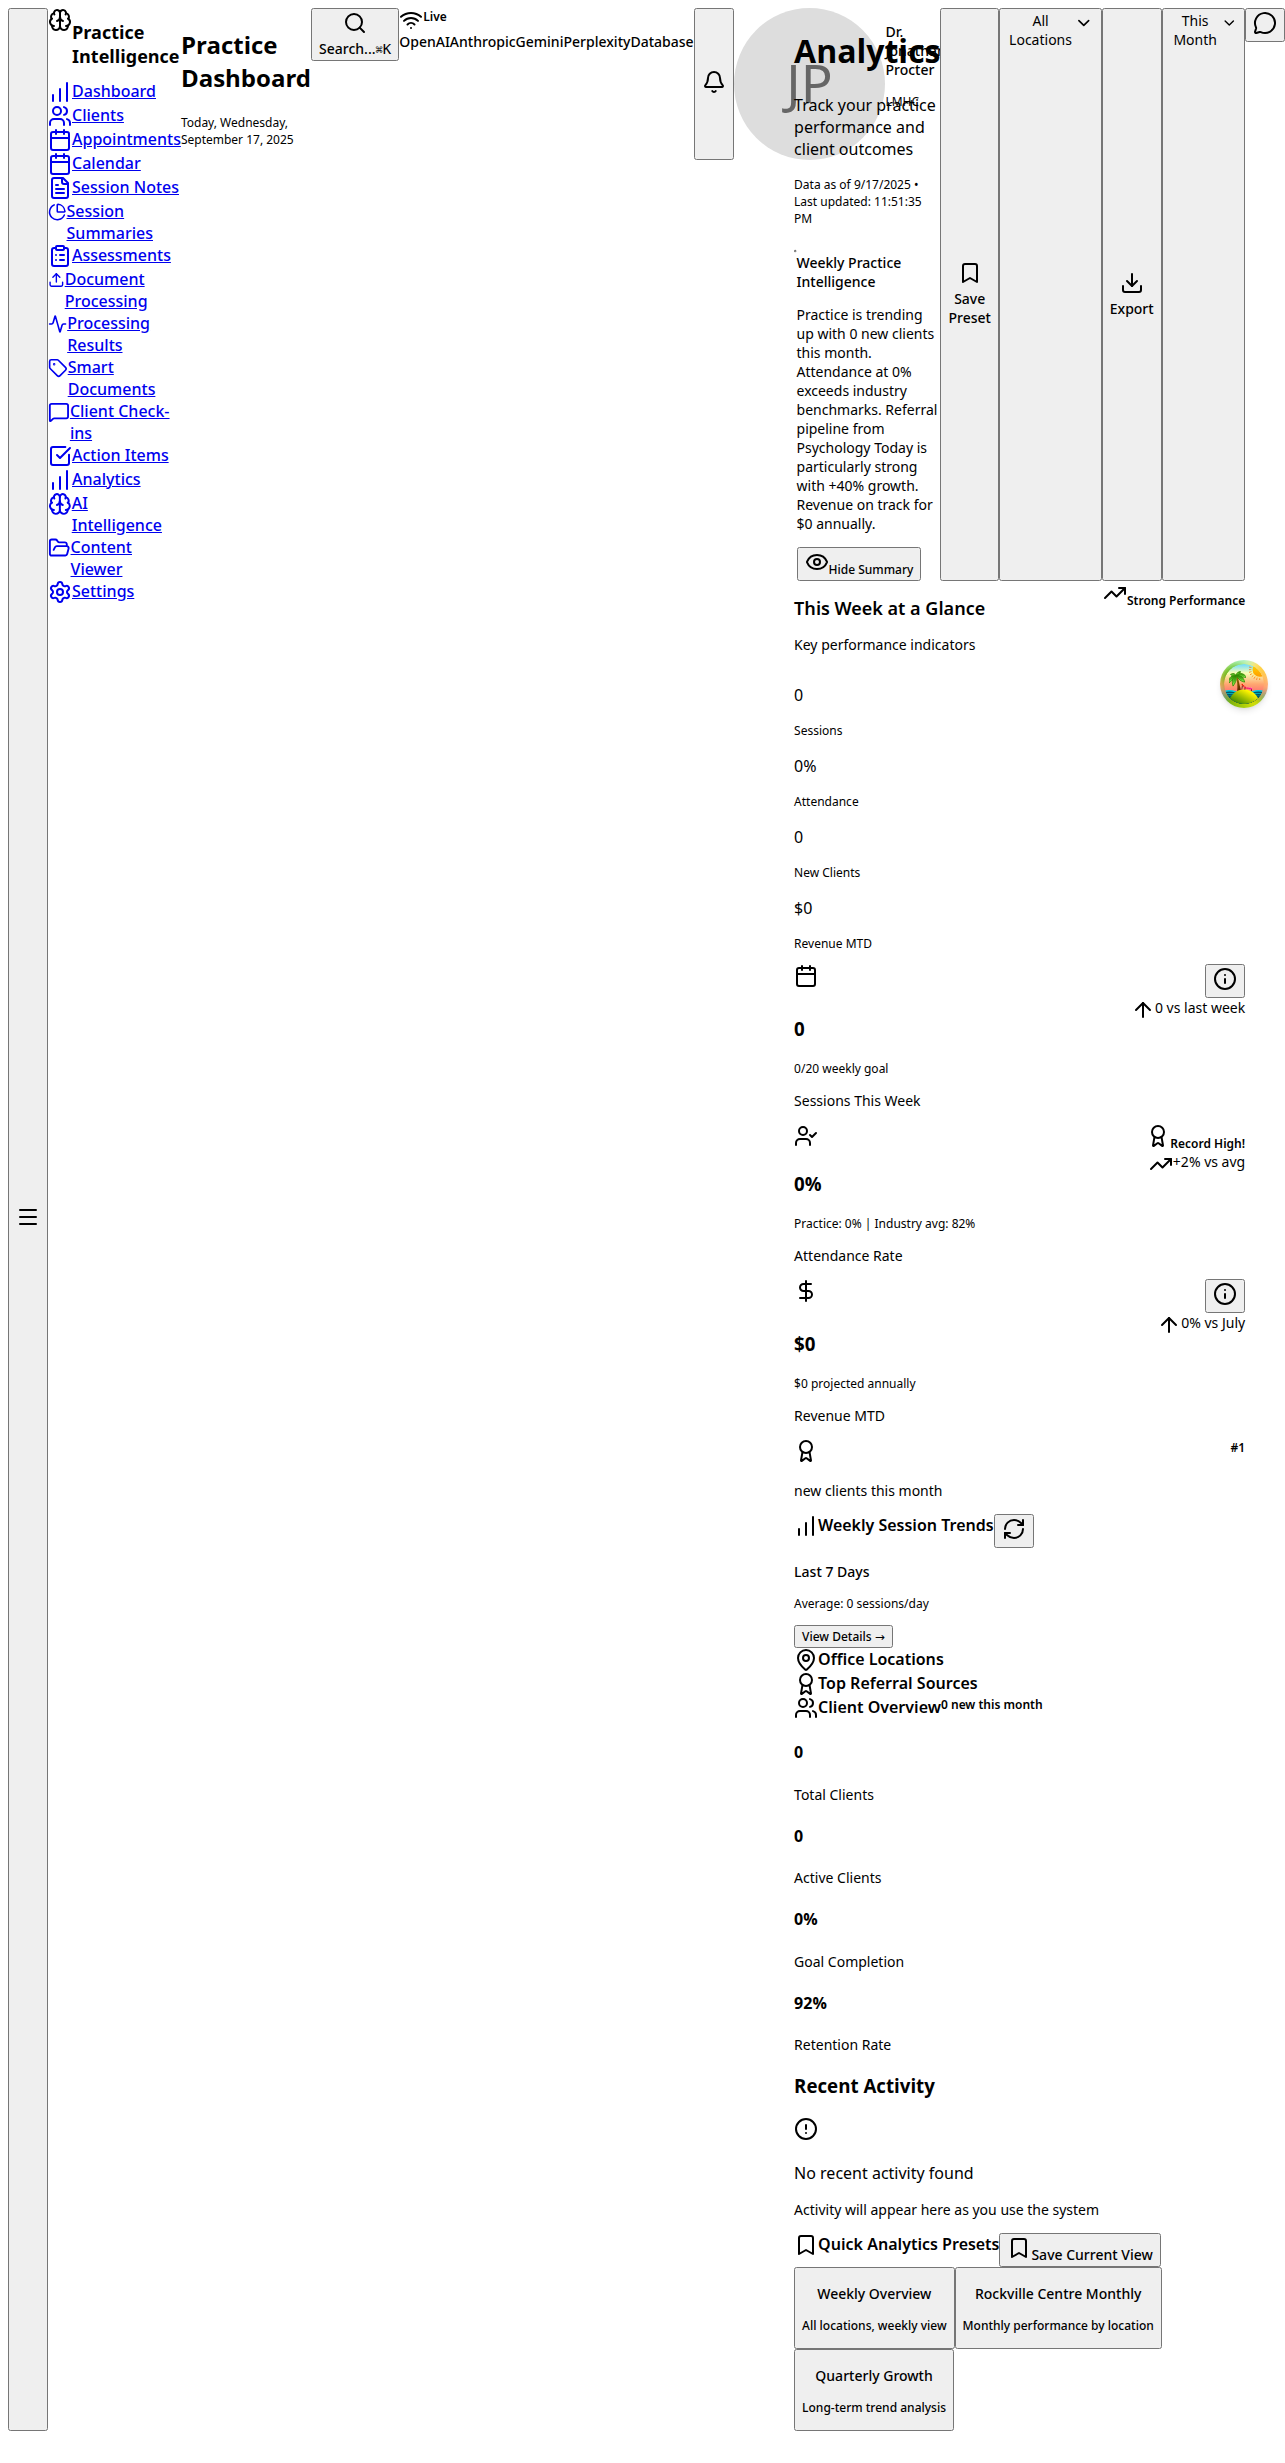 Practice
Intelligence
Dashboard
Clients
Appointments
Calendar
Session Notes
Session
Summaries
Assessments
Document
Processing
Processing
Results
Smart
Documents
Client Check-
ins
Action Items
Analytics
AI
Intelligence
Content
Viewer
Settings
Practice
Dashboard
Today, Wednesday,
September 17, 2025
Search...⌘K
Live
OpenAIAnthropicGeminiPerplexityDatabase
JP
Dr.
Procter
LMHC
Analytics
Track your practice
performance and
client outcomes
Data as of 9/17/2025 •
Last updated: 11:51:35
PM
Weekly Practice
Intelligence
Practice is trending
up with 0 new clients
this month.
Attendance at 0%
exceeds industry
benchmarks. Referral
pipeline from
Psychology Today is
particularly strong
with +40% growth.
Revenue on track for
$0 annually.
Hide Summary
Save
Preset
All
Locations
Export
This
Month
This Week at a Glance
Strong Performance
Key performance indicators
0
Sessions
0%
Attendance
0
New Clients
$0
Revenue MTD
0 vs last week
0
0/20 weekly goal
Sessions This Week
Record High!
+2% vs avg
0%
Practice: 0% | Industry avg: 82%
Attendance Rate
0% vs July
$0
$0 projected annually
Revenue MTD
#1
new clients this month
Weekly Session Trends
Last 7 Days
Average: 0 sessions/day
View Details →
Office Locations
Top Referral Sources
Client Overview 0 new this month
0
Total Clients
0
Active Clients
0%
Goal Completion
92%
Retention Rate
Recent Activity
No recent activity found
Activity will appear here as you use the system
Quick Analytics Presets
Save Current View
Weekly Overview
All locations, weekly view
Rockville Centre Monthly
Monthly performance by location
Quarterly Growth
Long-term trend analysis